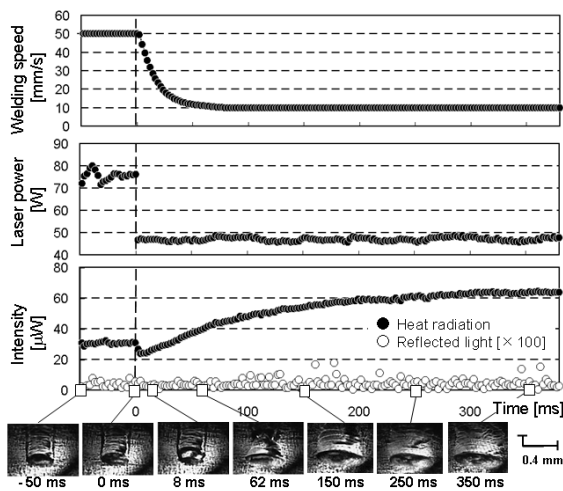 Welding speed
[mm/s]
60
50
40
30
20
10
0
Laser power
[W]
90
80
70
60
50
40
Intensity
[μW]
80
60
40
20
0
Heat radiation
Reflected light [× 100]
0 100 200 300 Time [ms]
-50 ms 0 ms 8 ms 62 ms 150 ms 250 ms 350 ms
0.4 mm